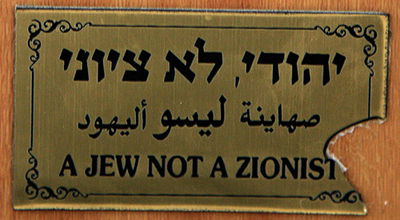 יהודי, לא ציוני
صهاينة ليسو أليهود
A JEW NOT A ZIONIST